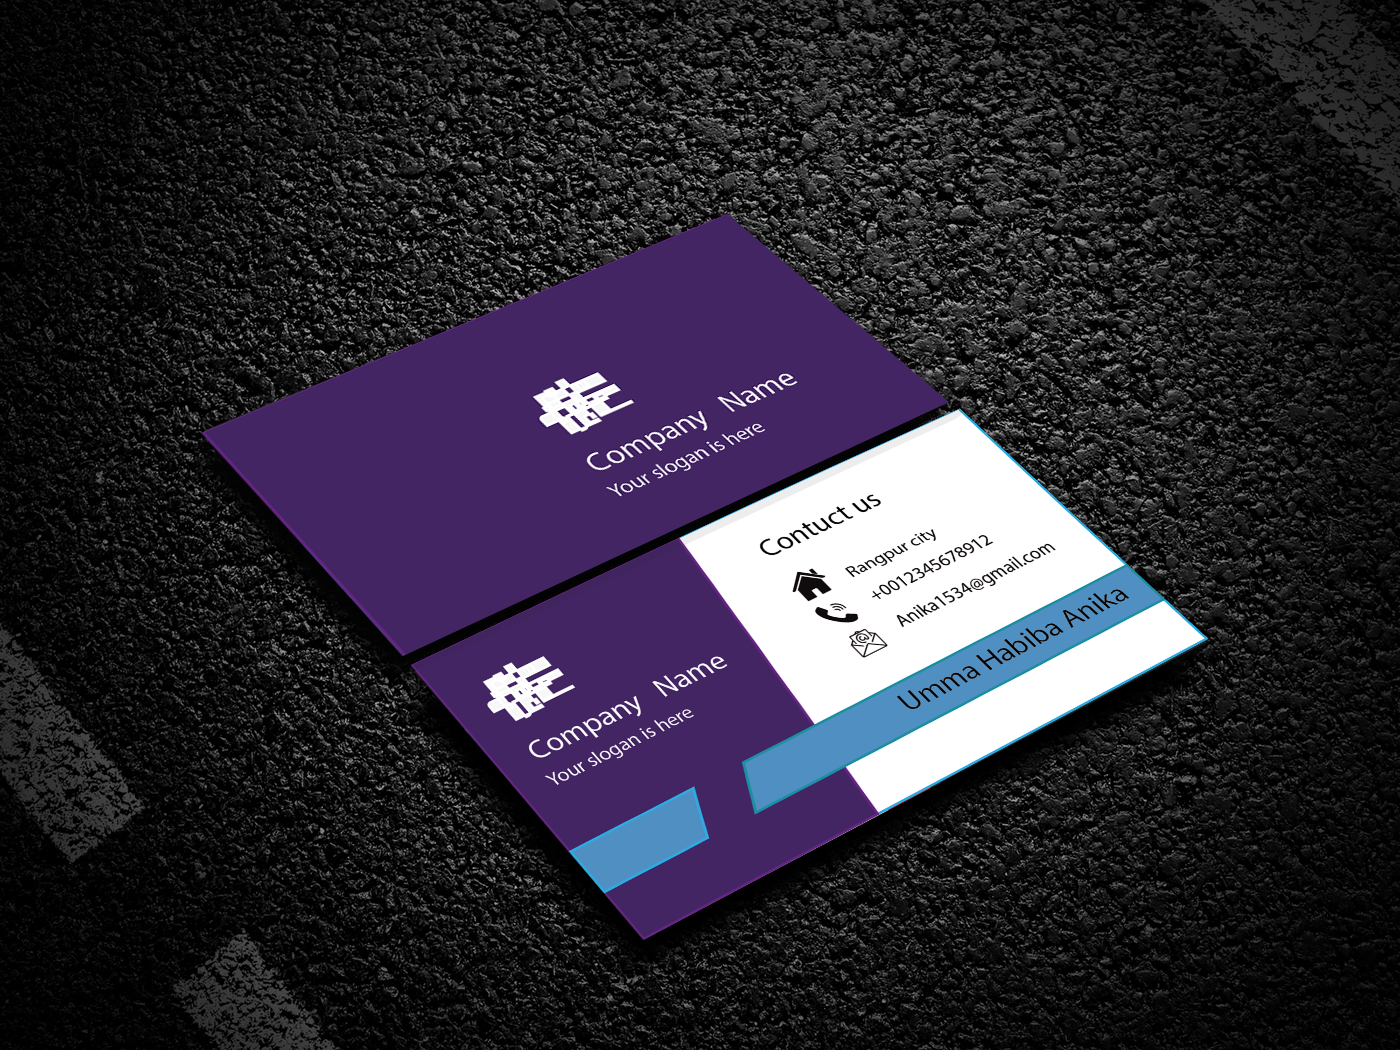 Company Name
Your slogan is here
Contuct us
Rangpur city
+0012345678912
Anika1534@gmail.com
Umma Habiba Anika
Company Name
Your slogan is here